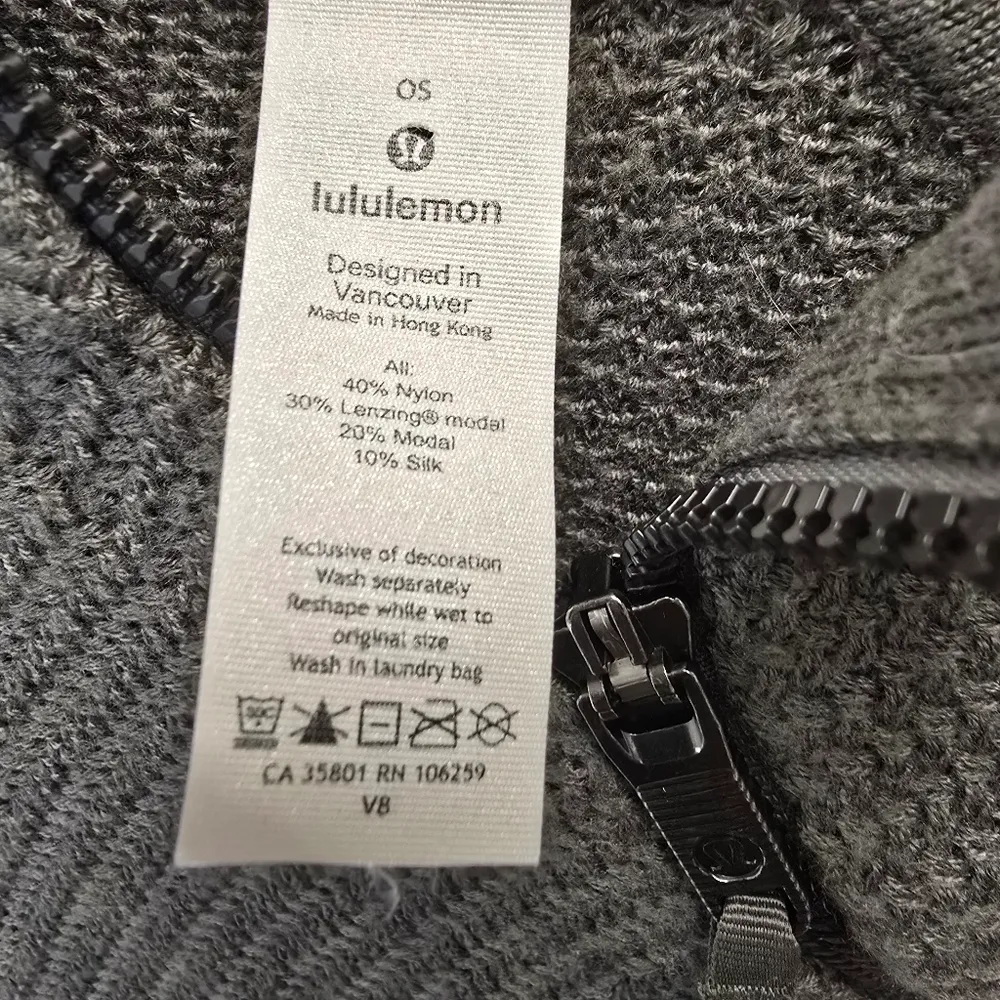 OS
lululemon
Designed in
Vancouver
Made in Hong Kong
All:
40% Nylon
30% Lenzing® modal
20% Modal
10% Silk
Exclusive of decoration
Wash separately
Reshape while wet to
original size
Wash in laundry bag
30C
CA 35801 RN 106259
V8